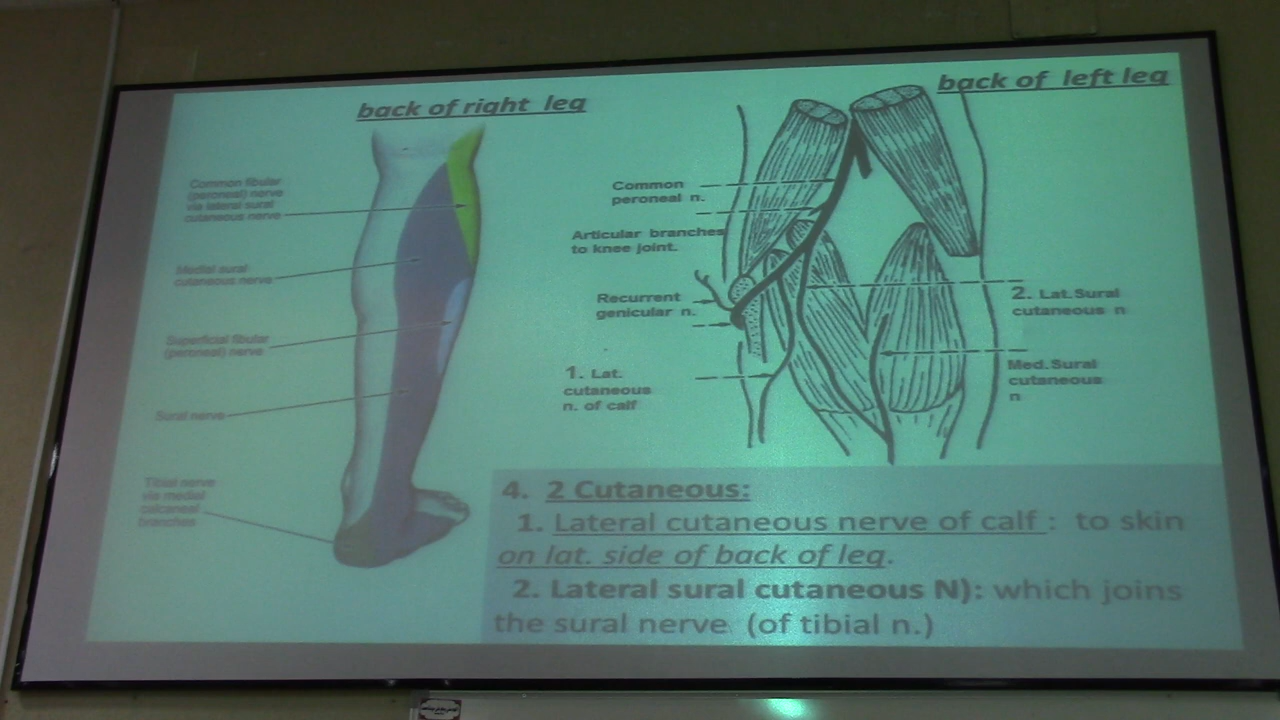 back of right leg
Common fibular
(peroneal) nerve
via lateral sural
cutaneous nerve
Medial sural
cutaneous nerve
Superficial fibular
(peroneal) nerve
Sural nerve
Tibial nerve
via medial
calcaneal
branches
back of left leg
Common
peroneal n.
Articular branches
to knee joint.
Recurrent
genicular n.
1. Lat.
cutaneous
n. of calf
2. Lat.Sural
cutaneous n
Med.Sural
cutaneous
n
4. 2 Cutaneous:
1. Lateral cutaneous nerve of calf : to skin
on lat. side of back of leg.
2. Lateral sural cutaneous N): which joins
the sural nerve (of tibial n.)